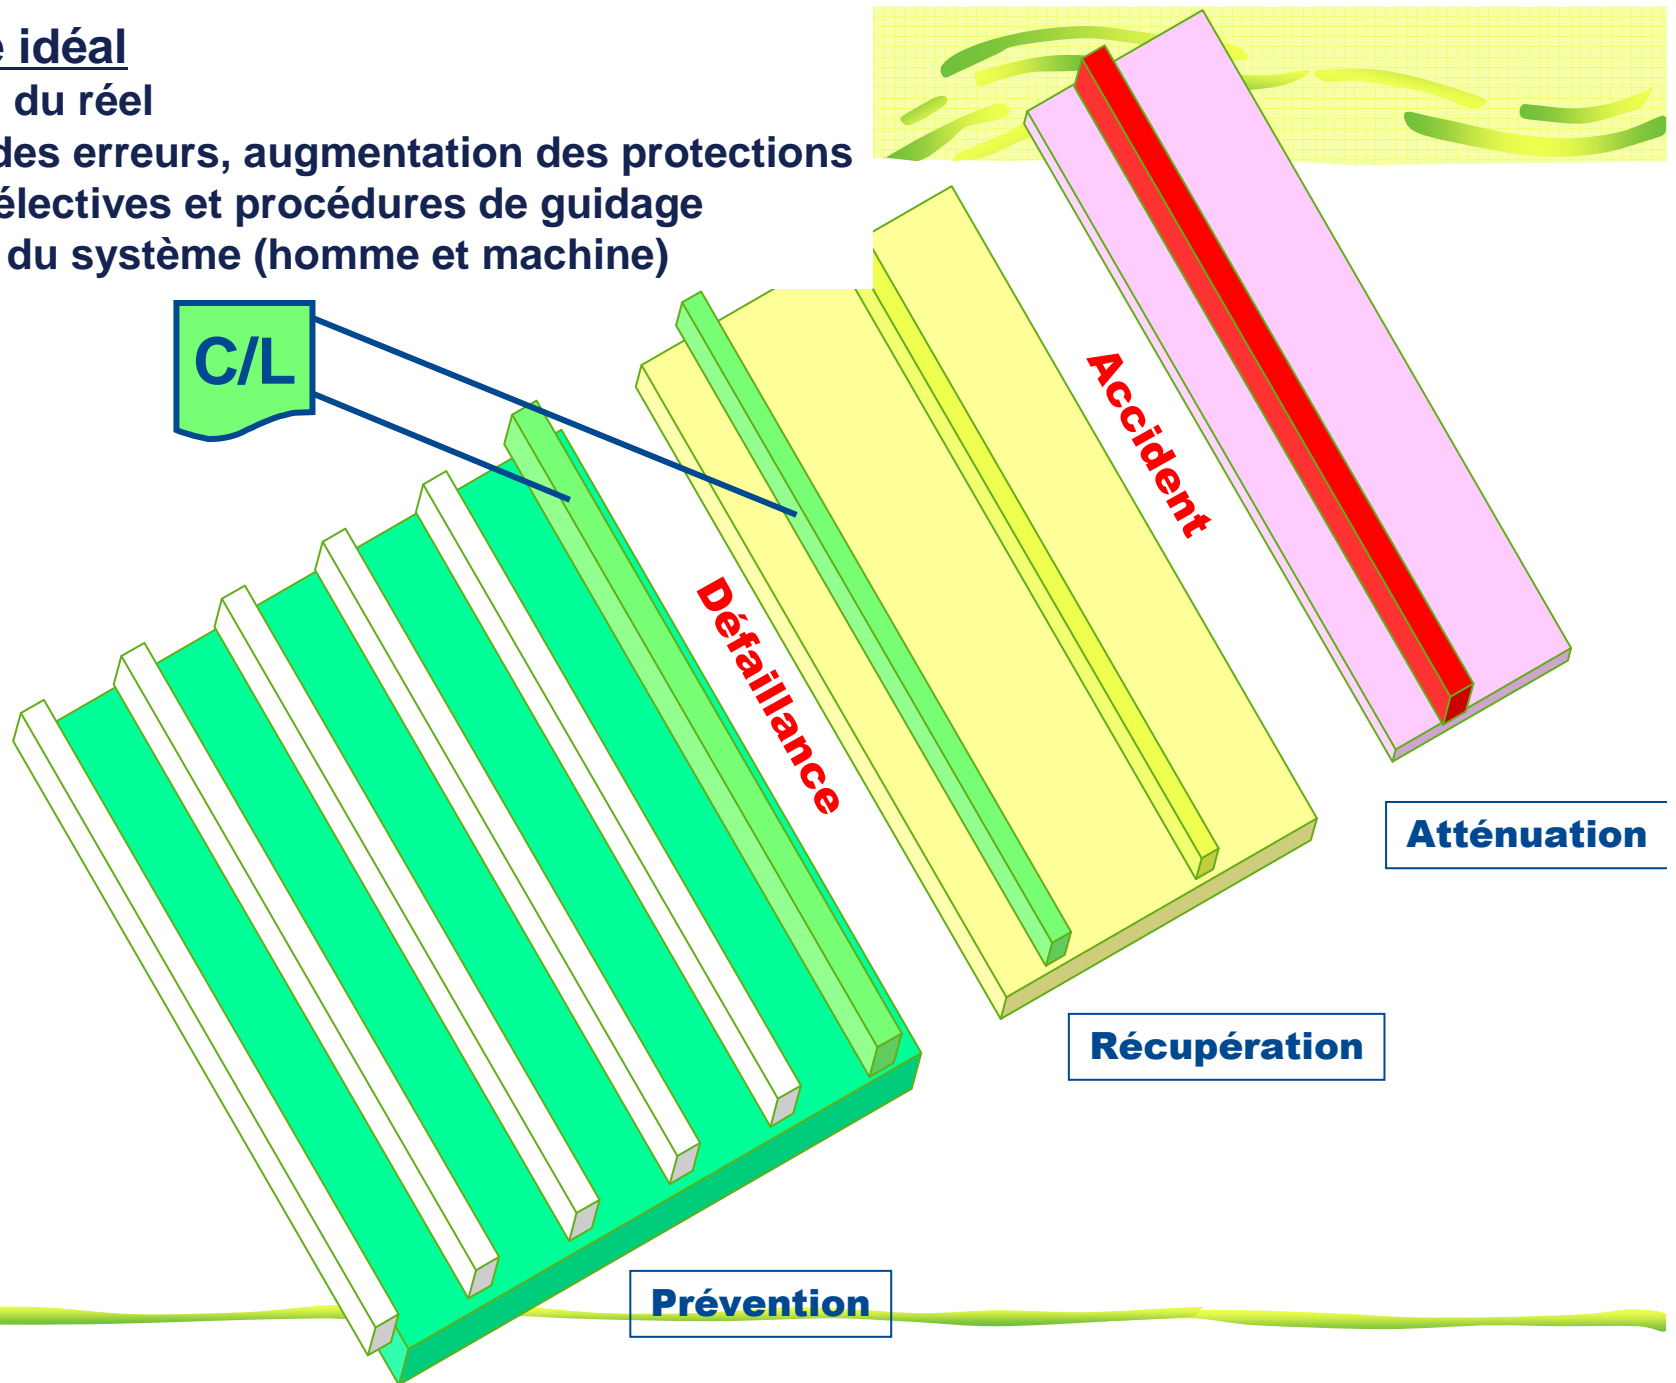 e idéal
du réel
des erreurs, augmentation des protections
électives et procédures de guidage
du système (homme et machine)
C/L
Accident
Défaillance
Atténuation
Récupération
Prévention